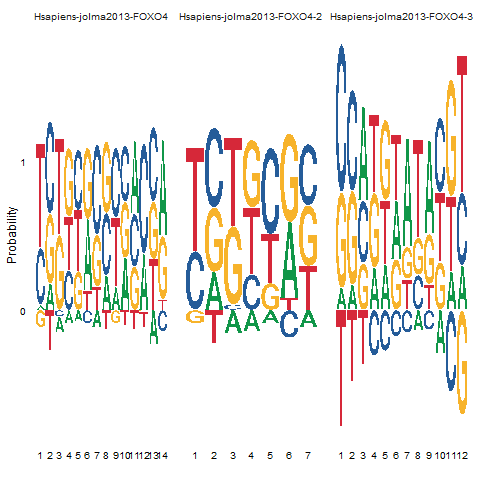 Hsapiens-jolma2013-FOXO4 Hsapiens-jolma2013-FOXO4-2 Hsapiens-jolma2013-FOXO4-3
Probability
1
0
1 2 3 4 5 6 7 8 9 10 11 12 13 14 1 2 3 4 5 6 7 1 2 3 4 5 6 7 8 9 10 11 12